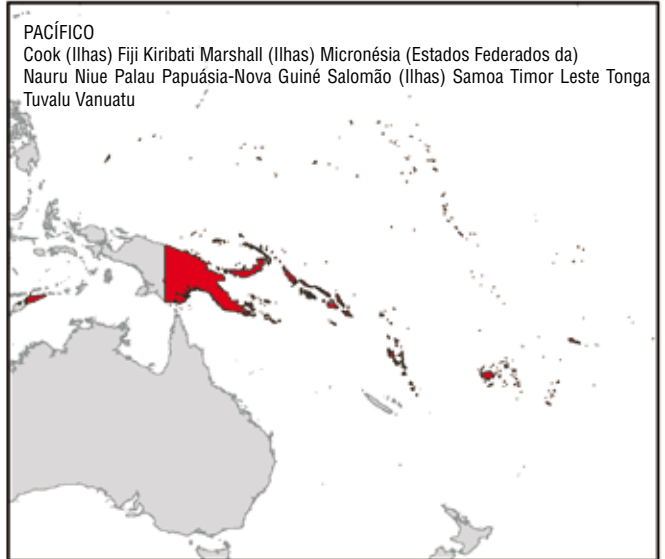 PACÍFICO
Cook (Ilhas) Fiji Kiribati Marshall (Ilhas) Micronésia (Estados Federados da)
Nauru Niue Palau Papuásia-Nova Guiné Salomão (Ilhas) Samoa Timor Leste Tonga
Tuvalu Vanuatu